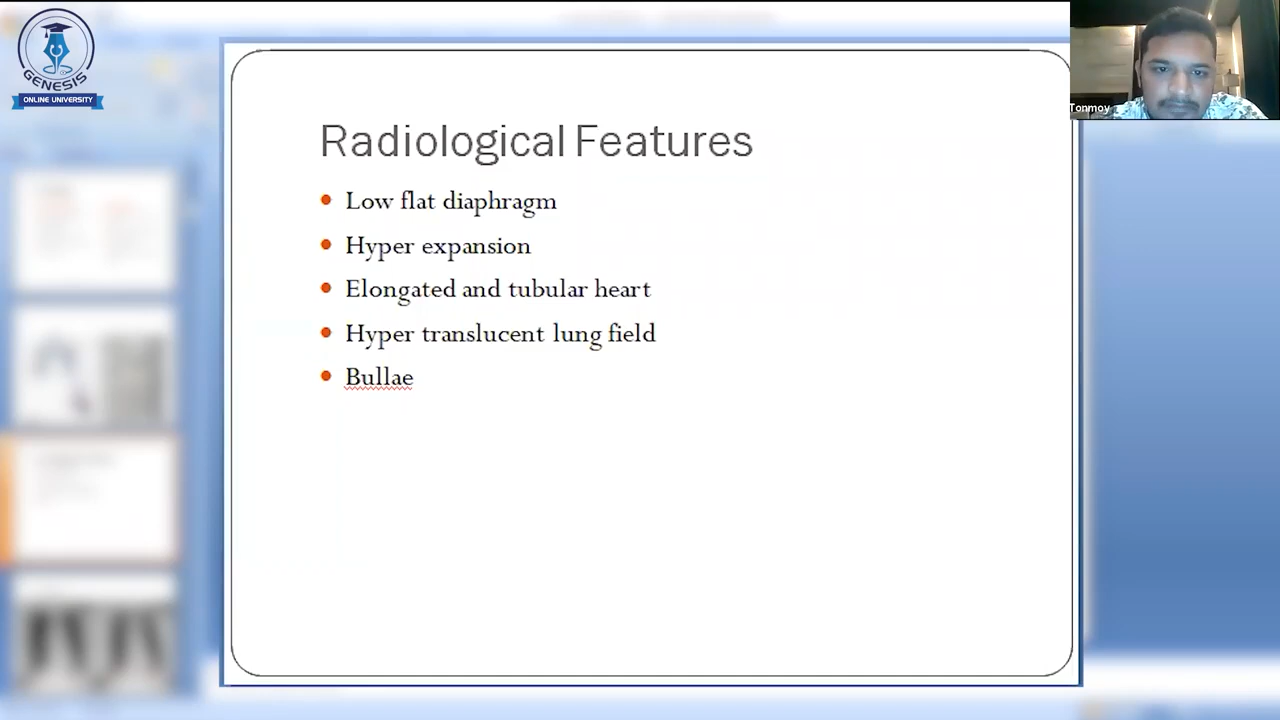 GENESIS
ONLINE UNIVERSITY
Tonmoy
Radiological Features
Low flat diaphragm
Hyper expansion
Elongated and tubular heart
Hyper translucent lung field
Bullae